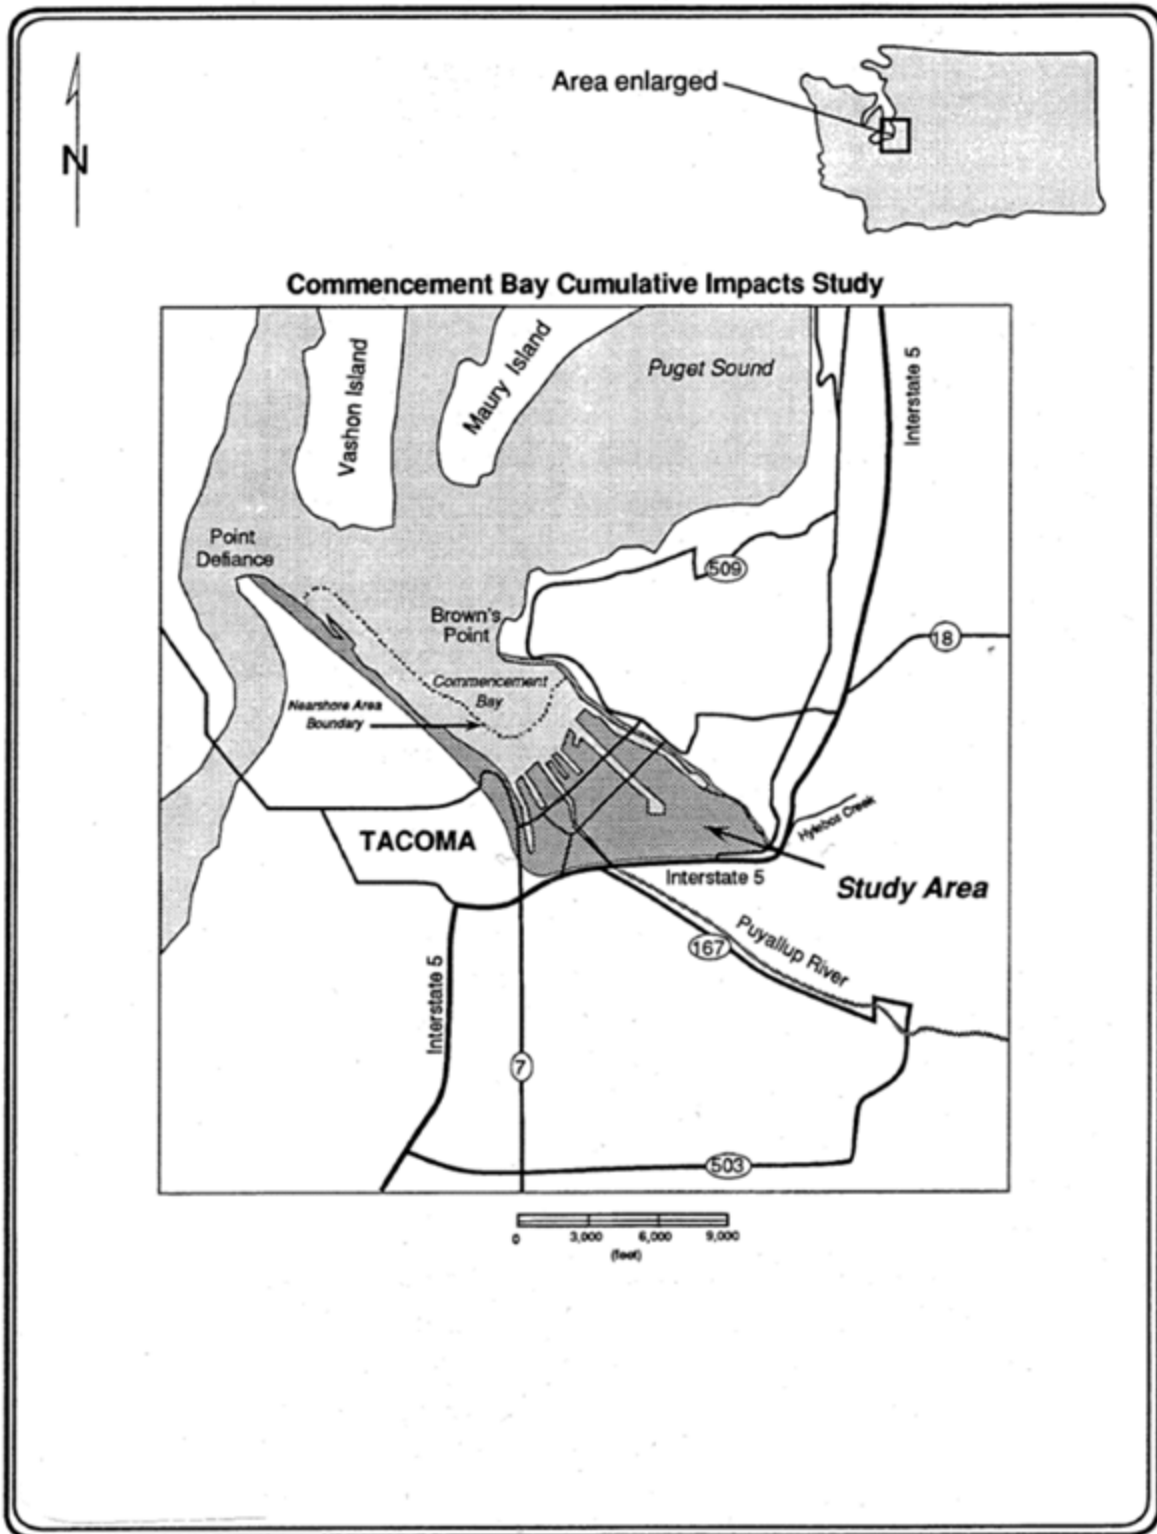 Area enlarged
N
Commencement Bay Cumulative Impacts Study
Vashon Island
Maury Island
Puget Sound
Interstate 5
Point
Defiance
509
Brown's
Point
18
Commencement
Bay
Nearshore Area
Boundary
TACOMA
Hylebos Creek
Interstate 5
Study Area
Puyallup River
167
Interstate 5
7
503
0 3,000 6,000 9,000
(feet)